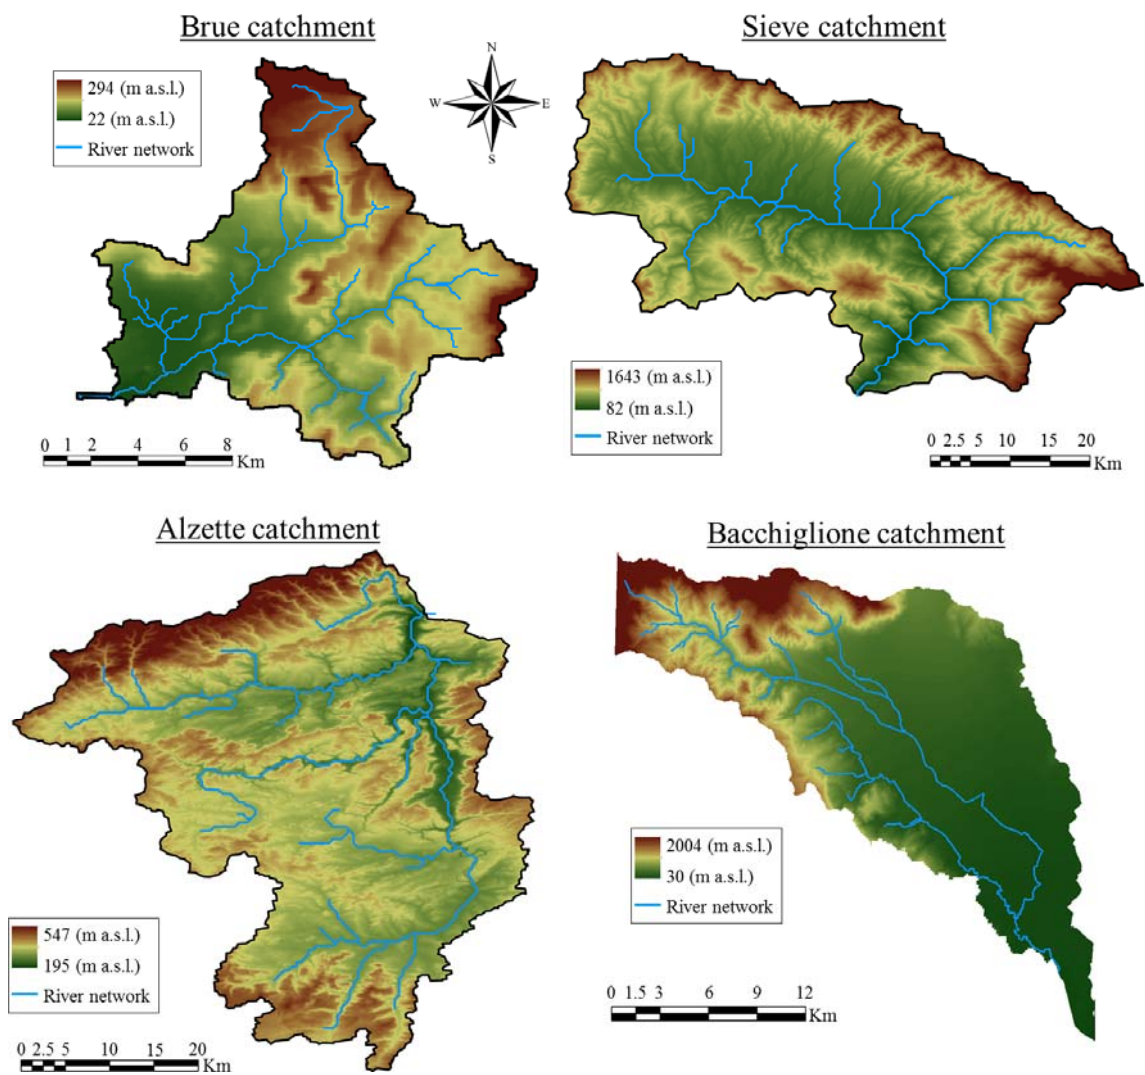 Brue catchment
294 (m a.s.l.)
22 (m a.s.l.)
River network
N
W E
S
0 1 2 4 6 8
Km
Sieve catchment
1643 (m a.s.l.)
82 (m a.s.l.)
River network
0 2.5 5 10 15 20
Km
Alzette catchment
547 (m a.s.l.)
195 (m a.s.l.)
River network
0 2.5 5 10 15 20
Km
Bacchiglione catchment
2004 (m a.s.l.)
30 (m a.s.l.)
River network
0 1.5 3 6 9 12
Km